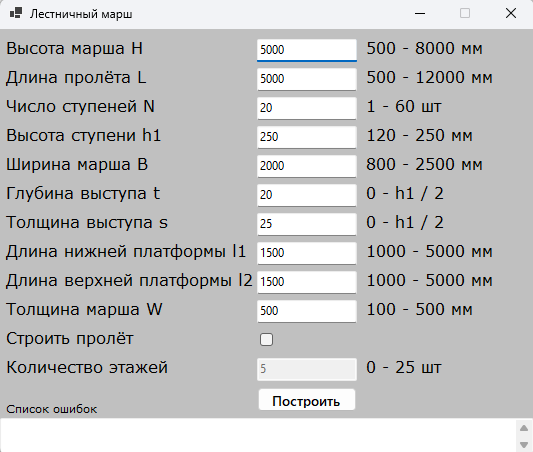 Лестничный марш
Высота марша H 5000 500 - 8000 мм
Длина пролёта L 5000 500 - 12000 мм
Число ступеней N 20 1 - 60 шт
Высота ступени h1 250 120 - 250 мм
Ширина марша B 2000 800 - 2500 мм
Глубина выступа t 20 0 - h1 / 2
Толщина выступа s 25 0 - h1 / 2
Длина нижней платформы l1 1500 1000 - 5000 мм
Длина верхней платформы l2 1500 1000 - 5000 мм
Толщина марша W 500 100 - 500 мм
Строить пролёт
Количество этажей 5 0 - 25 шт
Построить
Список ошибок